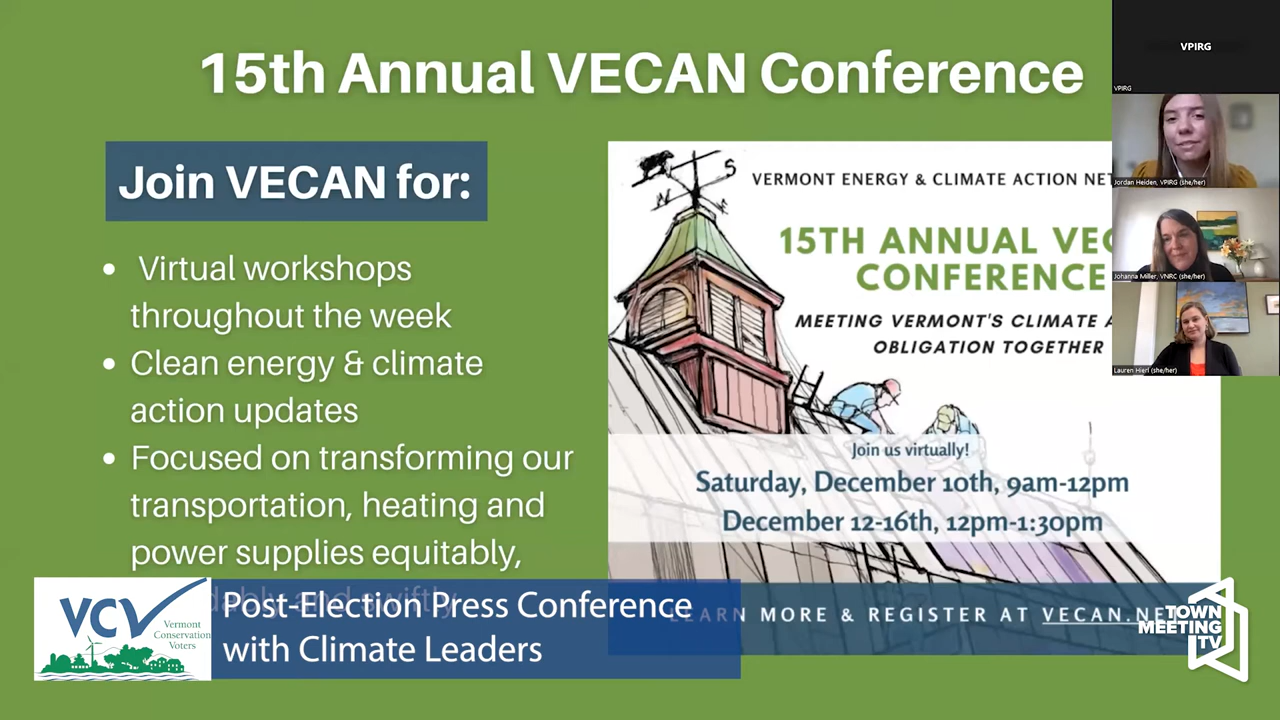 15th Annual VECAN Conference
Join VECAN for:
• Virtual workshops
throughout the week
• Clean energy & climate
action updates
• Focused on transforming our
transportation, heating and
power supplies equitably,
and swiftly
S
W
VERMONT ENERGY & CLIMATE ACTION
15TH ANNUAL
CONFERENCE
MEETING VERMONT'S CLIMATE
OBLIGATION TOGETHER
Join us virtually!
Saturday, December 10th, 9am-12pm
December 12-16th, 12pm-1:30pm
LEARN MORE & REGISTER AT VECAN.NE
VPIRG
VPIRG
Jordan Heiden, VPIRG (she/her)
Johanna Miller, VNRC (she/her)
Lauren Hierl (she/her)
VCV
Vermont
Conservation
Voters
Post-Election Press Conference
with Climate Leaders
TOWN
MEETING
TV